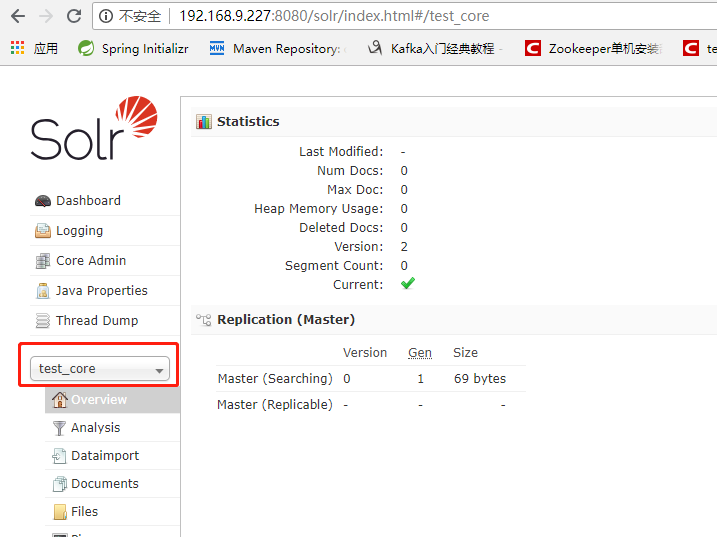 不安全 192.168.9.227:8080/solr/index.html#/test_core
应用 Spring Initializr Maven Repository: Kafka入门经典教程 - Zookeeper单机安装 te
Solr
Dashboard
Logging
Core Admin
Java Properties
Thread Dump
test_core
Overview
Analysis
Dataimport
Documents
Files
Statistics
Last Modified: -
Num Docs: 0
Max Doc: 0
Heap Memory Usage: 0
Deleted Docs: 0
Version: 2
Segment Count: 0
Current:
Replication (Master)
Version Gen Size
Master (Searching) 0 1 69 bytes
Master (Replicable) - - -